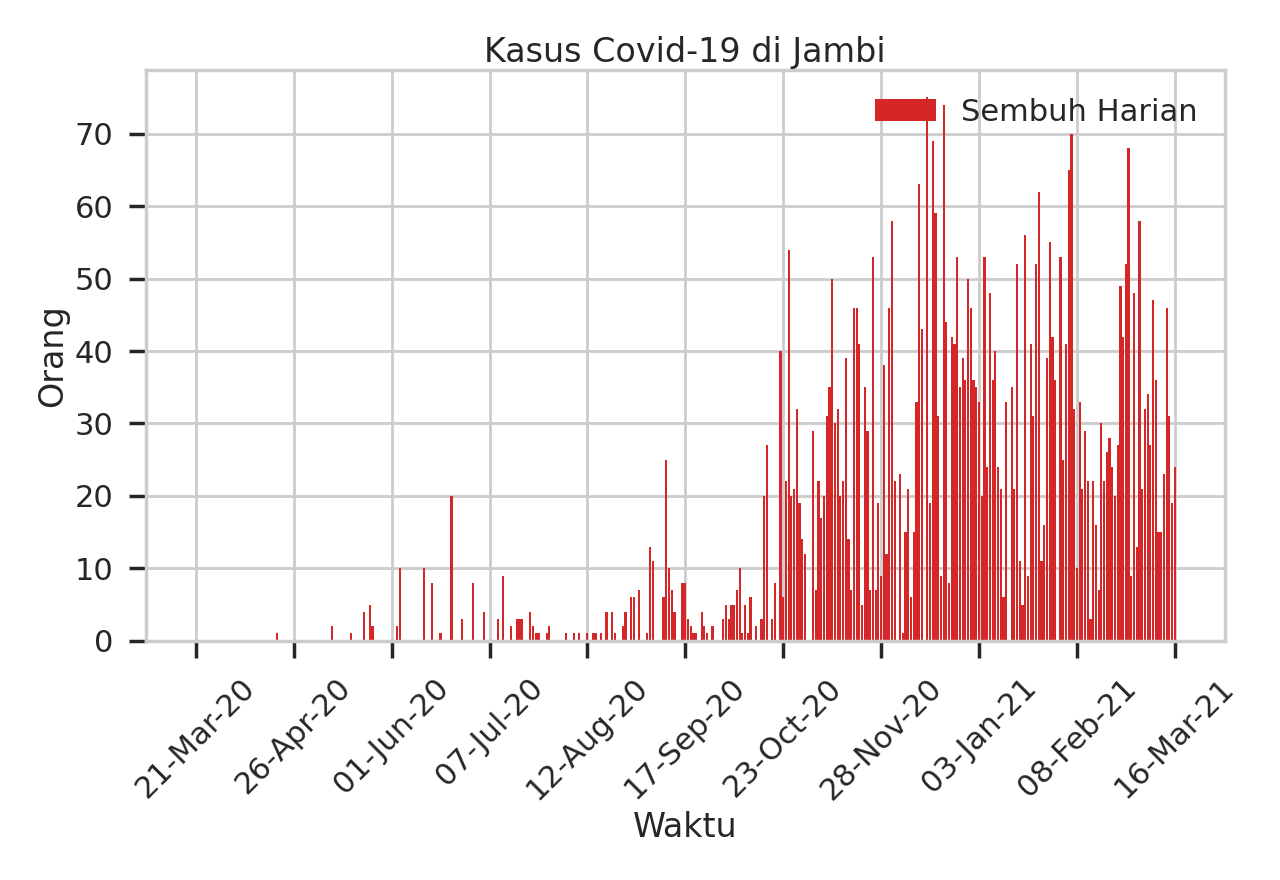 Kasus Covid-19 di Jambi
Sembuh Harian
Orang
70
60
50
40
30
20
10
0
21-Mar-20
26-Apr-20
01-Jun-20
07-Jul-20
12-Aug-20
17-Sep-20
23-Oct-20
28-Nov-20
03-Jan-21
08-Feb-21
16-Mar-21
Waktu